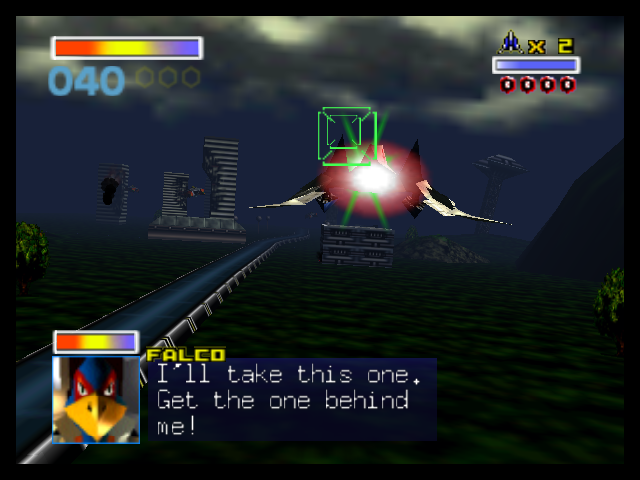 040
x 2
FALCO
I'll take this one.
Get the one behind
me!